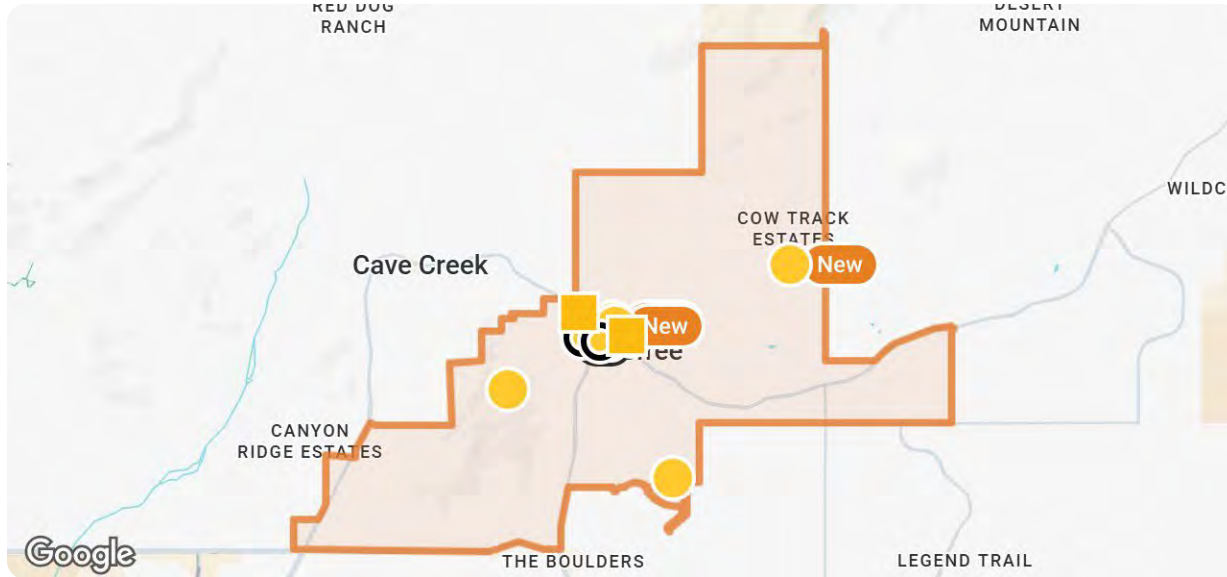 RED DOG
RANCH
DESERT
MOUNTAIN
WILDC
COW TRACK
ESTATES
New
Cave Creek
New
free
CANYON
RIDGE ESTATES
THE BOULDERS
LEGEND TRAIL
Google